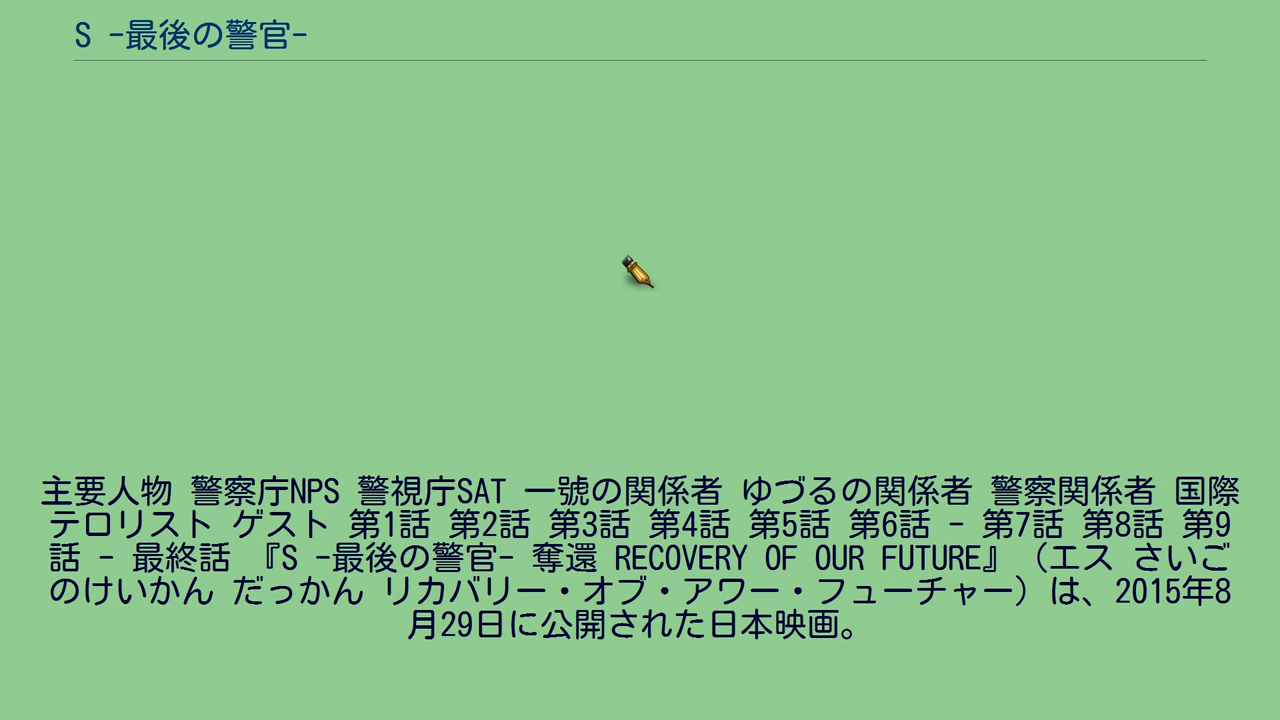 S -最後の警官-
主要人物 警察庁NPS 警視庁SAT 一號の関係者 ゆづるの関係者 警察関係者 国際
テロリスト ゲスト 第1話 第2話 第3話 第4話 第5話 第6話 - 第7話 第8話 第9
話 - 最終話 『S -最後の警官- 奪還 RECOVERY OF OUR FUTURE』（エス さいご
のけいかん だっかん リカバリー・オブ・アワー・フューチャー）は、2015年8
月29日に公開された日本映画。